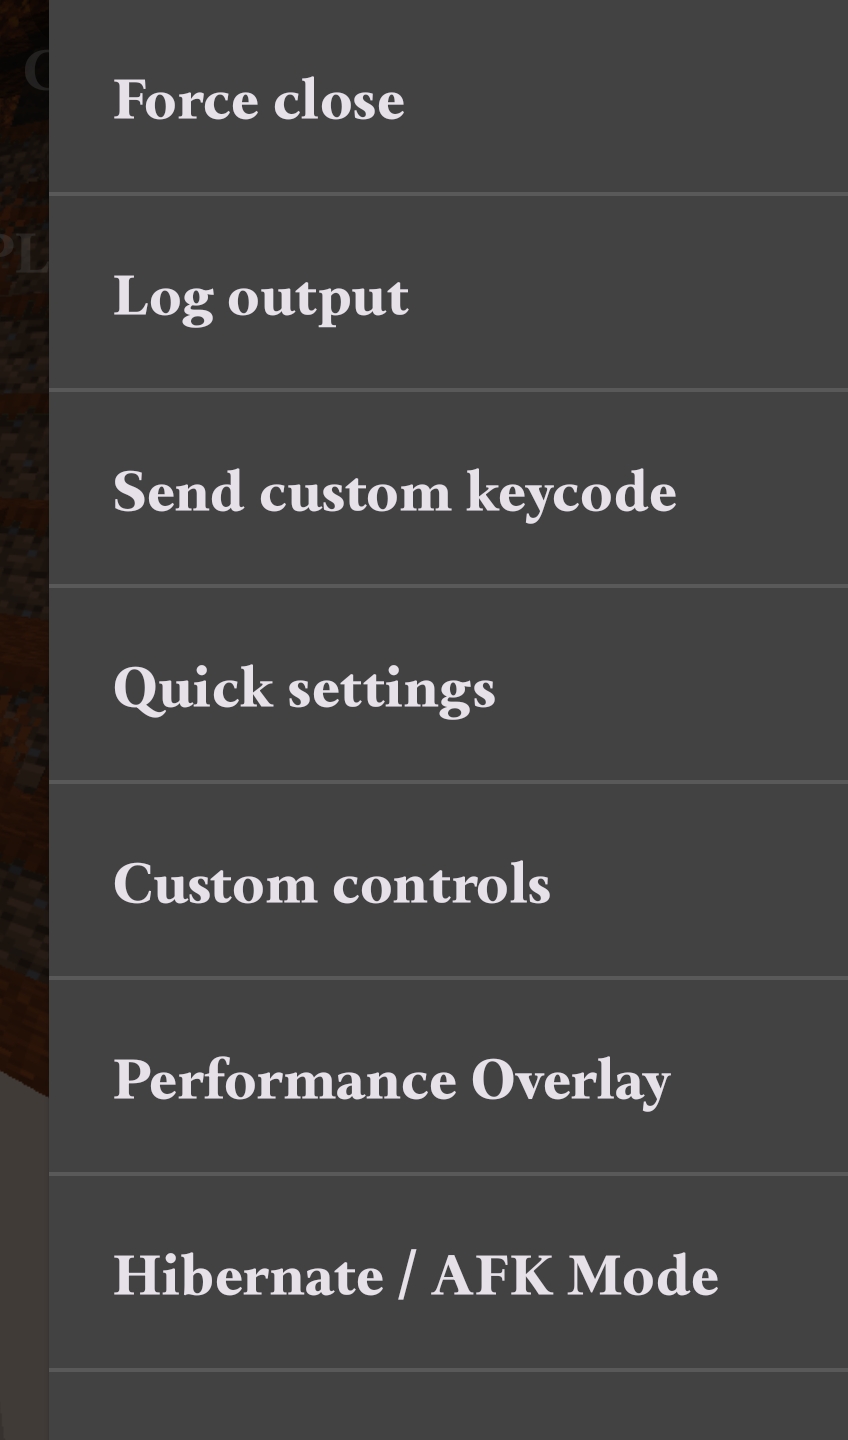 Force close
Log output
Send custom keycode
Quick settings
Custom controls
Performance Overlay
Hibernate / AFK Mode